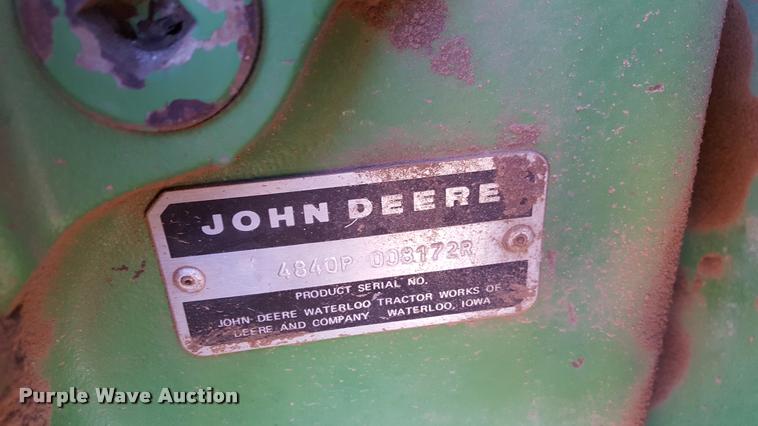 JOHN DEERE
4840P 008172R
PRODUCT SERIAL NO.
JOHN DEERE WATERLOO TRACTOR WORKS OF
DEERE AND COMPANY WATERLOO, IOWA
Purple Wave Auction